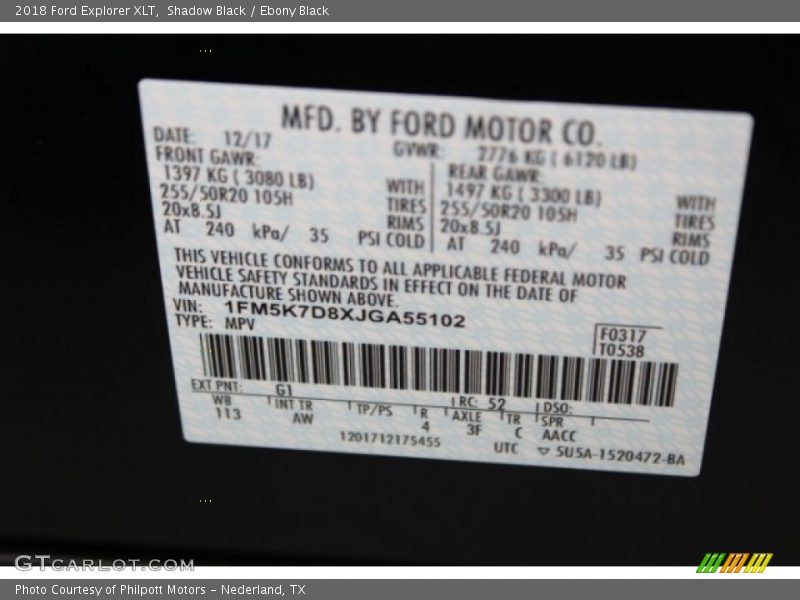 2018 Ford Explorer XLT, Shadow Black / Ebony Black
MFD. BY FORD MOTOR CO.
DATE: 12/17 GVWR: 2776 KG ( 6120 LB)
FRONT GAWR: REAR GAWR:
1397 KG ( 3080 LB) WITH 1497 KG ( 3300 LB) WITH
255/50R20 105H TIRES 255/50R20 105H TIRES
20x8.5J RIMS 20x8.5J RIMS
AT 240 kPa/ 35 PSI COLD AT 240 kPa/ 35 PSI COLD
THIS VEHICLE CONFORMS TO ALL APPLICABLE FEDERAL MOTOR
VEHICLE SAFETY STANDARDS IN EFFECT ON THE DATE OF
MANUFACTURE SHOWN ABOVE.
VIN: 1FM5K7D8XJGA55102
TYPE: MPV
F0317
T0538
EXT PNT: G1 RC: 52 DSO:
WB INT TR TP/PS R AXLE TR SPR
113 AW 4 3F C AACC
1201712175455 UTC ▽ 5U5A-1520472-BA
GTCARLOT.COM
Photo Courtesy of Philpott Motors - Nederland, TX